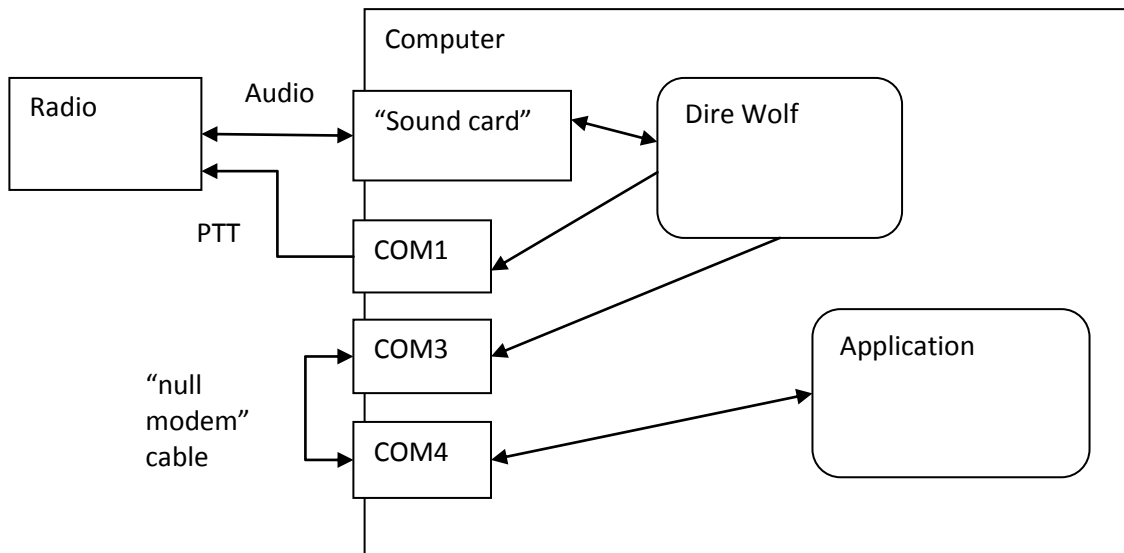 Computer
Radio
Audio
“Sound card”
Dire Wolf
PTT
COM1
COM3
Application
“null
modem”
cable
COM4